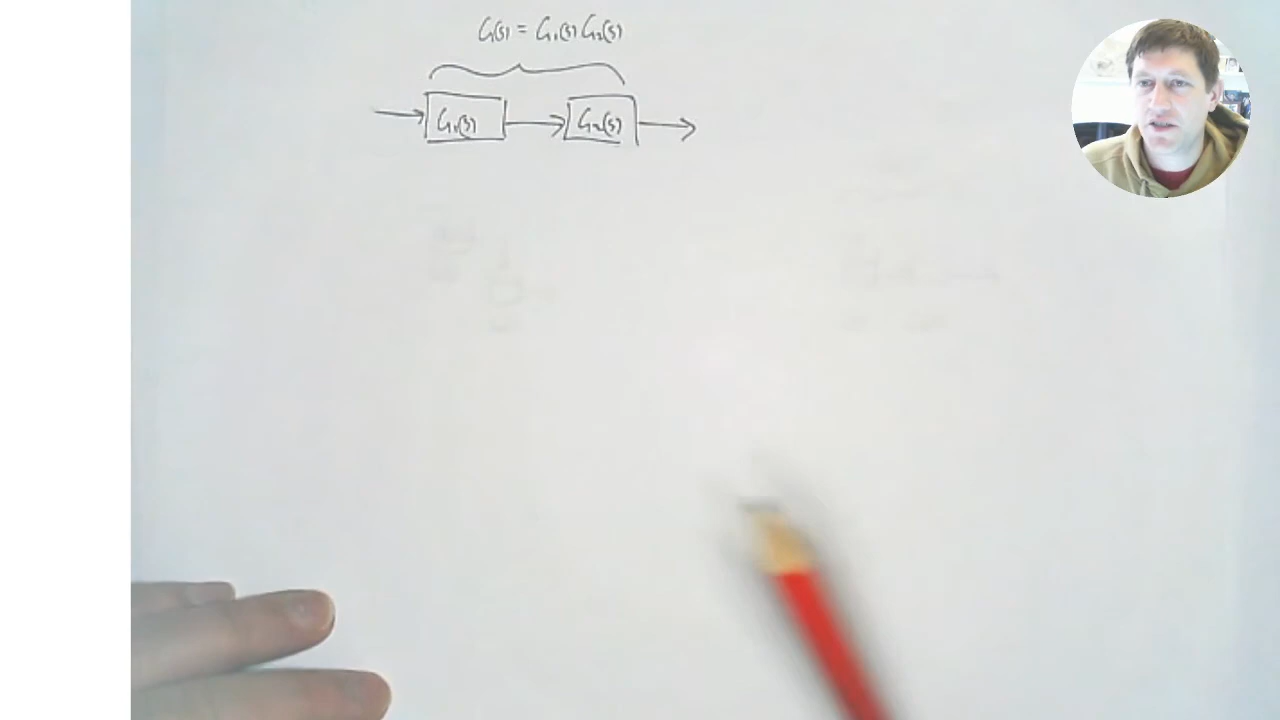 G(s) = G₁(s) G₂(s)
G₁(s) G₂(s)